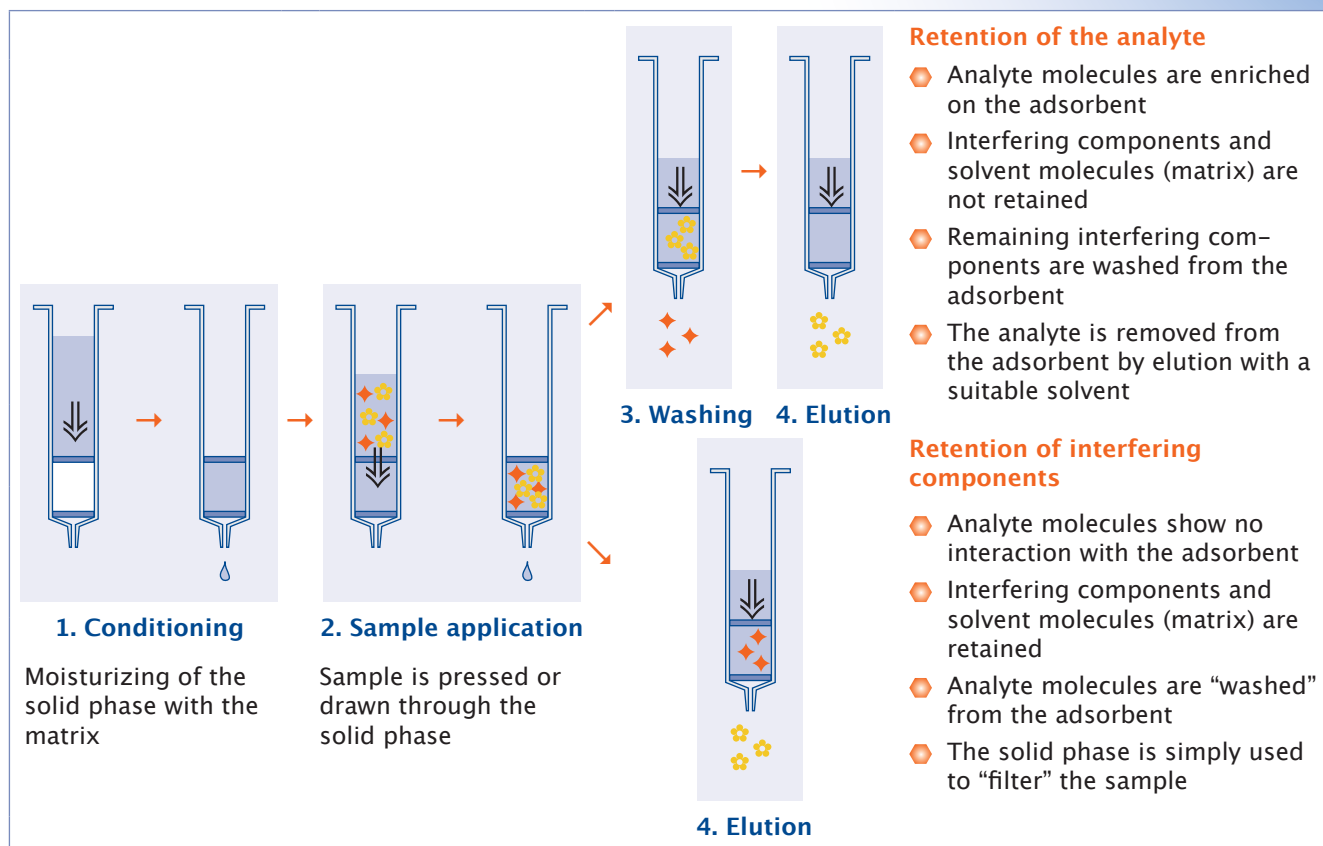 1. Conditioning
Moisturizing of the
solid phase with the
matrix
2. Sample application
Sample is pressed or
drawn through the
solid phase
3. Washing
4. Elution
4. Elution
Retention of the analyte
Analyte molecules are enriched
on the adsorbent
Interfering components and
solvent molecules (matrix) are
not retained
Remaining interfering com–
ponents are washed from the
adsorbent
The analyte is removed from
the adsorbent by elution with a
suitable solvent
Retention of interfering
components
Analyte molecules show no
interaction with the adsorbent
Interfering components and
solvent molecules (matrix) are
retained
Analyte molecules are “washed”
from the adsorbent
The solid phase is simply used
to “filter” the sample